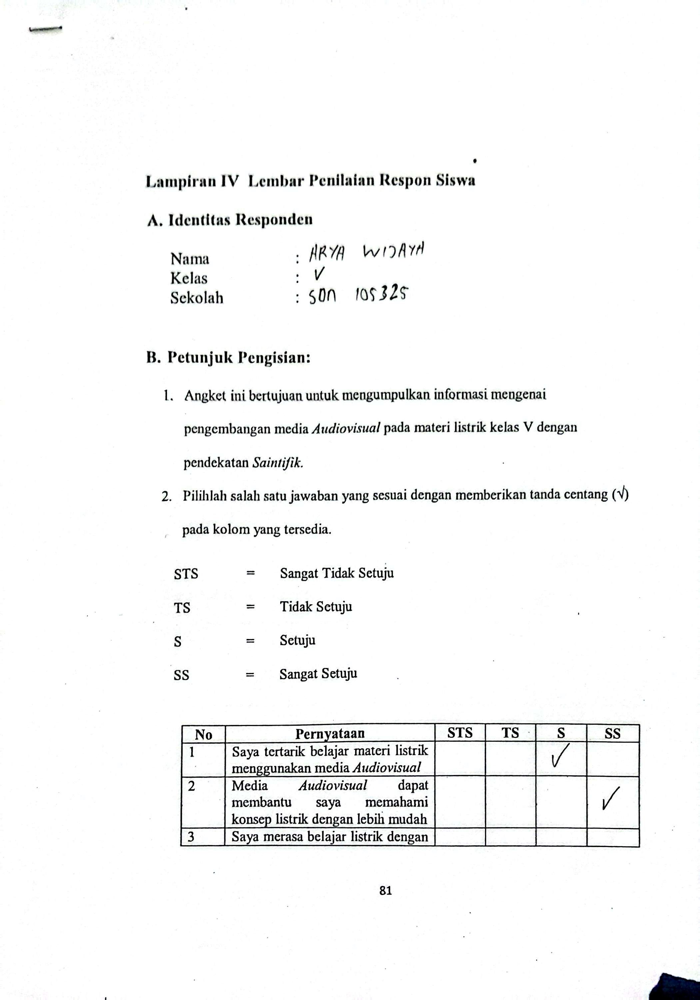 Lampiran IV Lembar Penilaian Respon Siswa
A. Identitas Responden
Nama : ARYA WIJAYA
Kelas : V
Sekolah : SDN 105325
B. Petunjuk Pengisian:
1. Angket ini bertujuan untuk mengumpulkan informasi mengenai
pengembangan media Audiovisual pada materi listrik kelas V dengan
pendekatan Saintifik.
2. Pilihlah salah satu jawaban yang sesuai dengan memberikan tanda centang (√)
pada kolom yang tersedia.
STS = Sangat Tidak Setuju
TS = Tidak Setuju
S = Setuju
SS = Sangat Setuju
No Pernyataan STS TS S SS
1 Saya tertarik belajar materi listrik ✓
menggunakan media Audiovisual
2 Media Audiovisual dapat
membantu saya memahami ✓
konsep listrik dengan lebih mudah
3 Saya merasa belajar listrik dengan
81